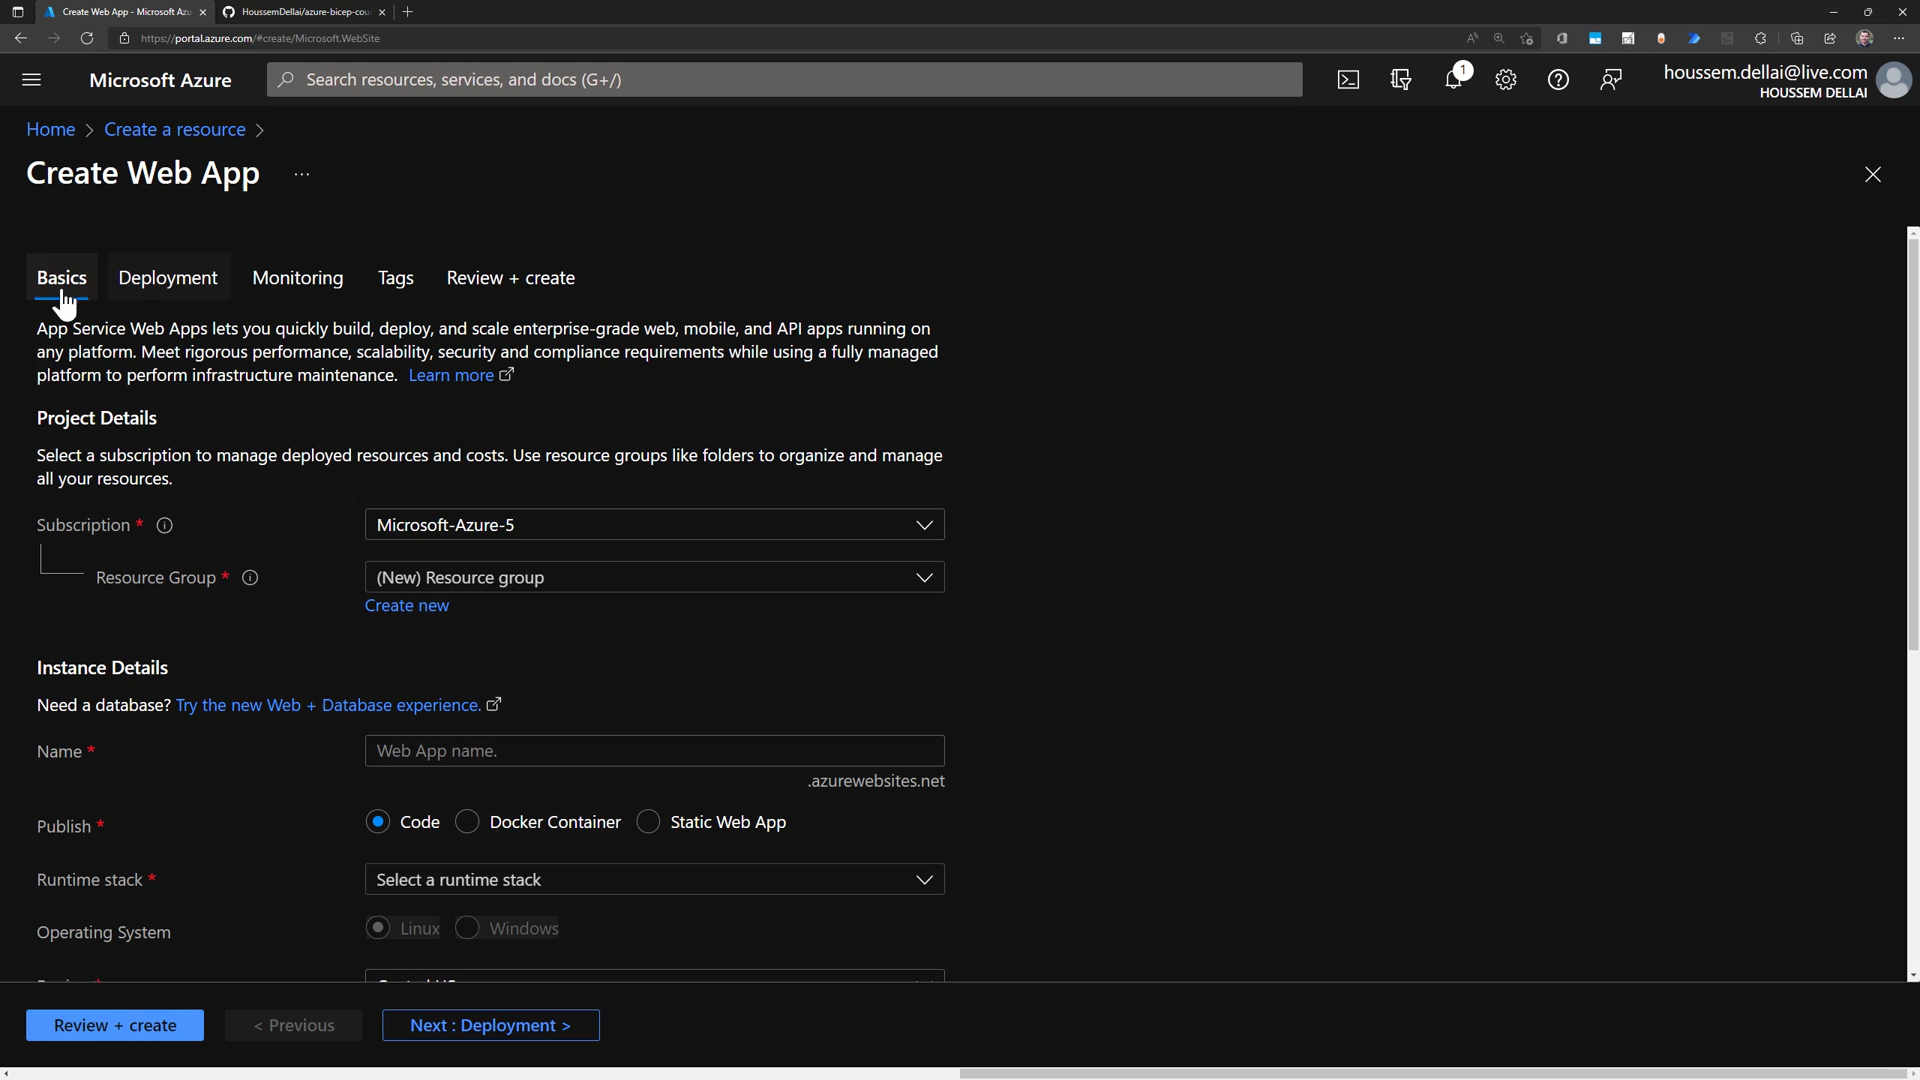 Create Web App - Microsoft Azu
HoussemDellai/azure-bicep-cou
https://portal.azure.com/#create/Microsoft.WebSite
Microsoft Azure
Search resources, services, and docs (G+/)
1
houssem.dellai@live.com
HOUSSEM DELLAI
Home > Create a resource >
Create Web App ...
Basics Deployment Monitoring Tags Review + create
App Service Web Apps lets you quickly build, deploy, and scale enterprise-grade web, mobile, and API apps running on
any platform. Meet rigorous performance, scalability, security and compliance requirements while using a fully managed
platform to perform infrastructure maintenance. Learn more
Project Details
Select a subscription to manage deployed resources and costs. Use resource groups like folders to organize and manage
all your resources.
Subscription * Microsoft-Azure-5
Resource Group * (New) Resource group
Create new
Instance Details
Need a database? Try the new Web + Database experience.
Name * Web App name.
.azurewebsites.net
Publish * Code Docker Container Static Web App
Runtime stack * Select a runtime stack
Operating System Linux Windows
Review + create < Previous Next : Deployment >